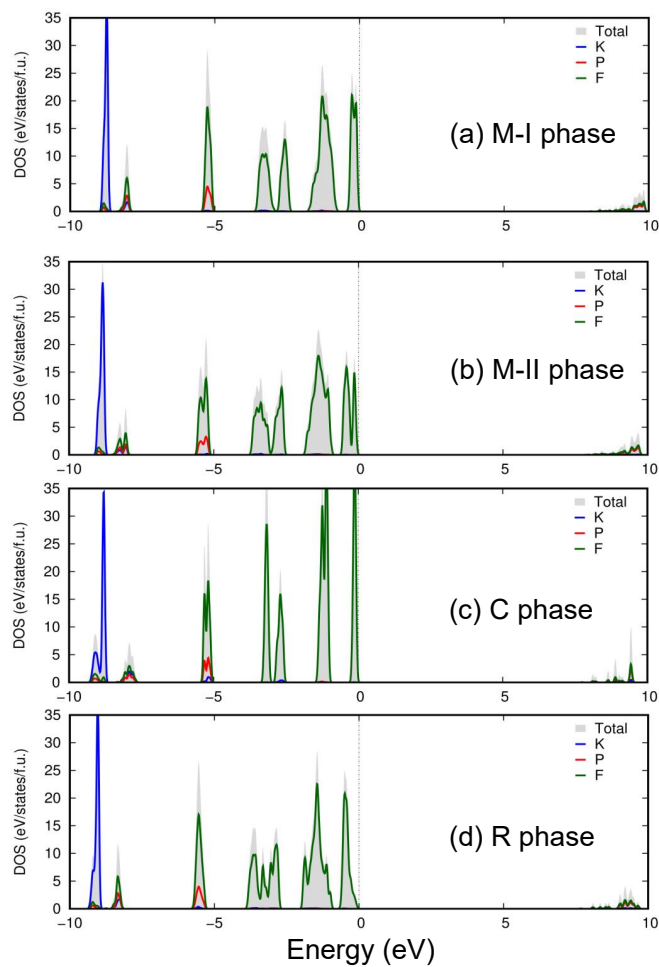 35
30
25
20
15
10
5
0
DOS (eV/states/f.u.)
Total
K
P
F
(a) M-I phase
−10 −5 0 5 10
35
30
25
20
15
10
5
0
DOS (eV/states/f.u.)
Total
K
P
F
(b) M-II phase
−10 −5 0 5 10
35
30
25
20
15
10
5
0
DOS (eV/states/f.u.)
Total
K
P
F
(c) C phase
−10 −5 0 5 10
35
30
25
20
15
10
5
0
DOS (eV/states/f.u.)
Total
K
P
F
(d) R phase
−10 −5 0 5 10
Energy (eV)